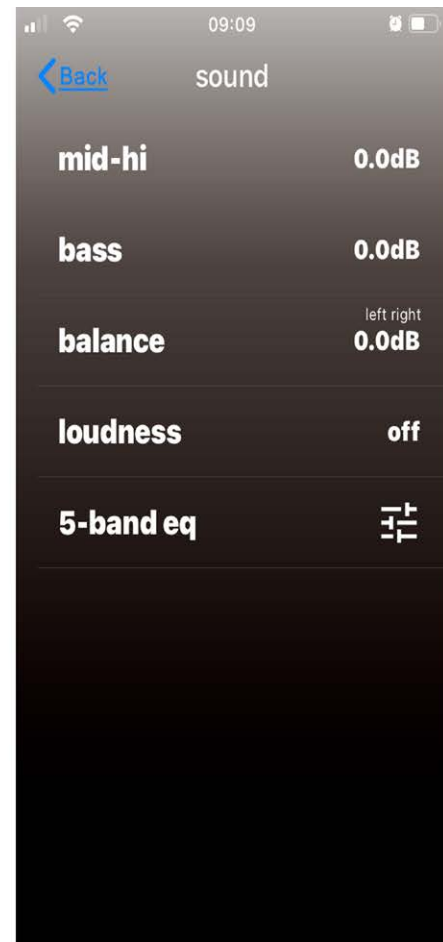 09:09
Back sound
mid-hi 0.0dB
bass 0.0dB
left right
balance 0.0dB
loudness off
5-band eq